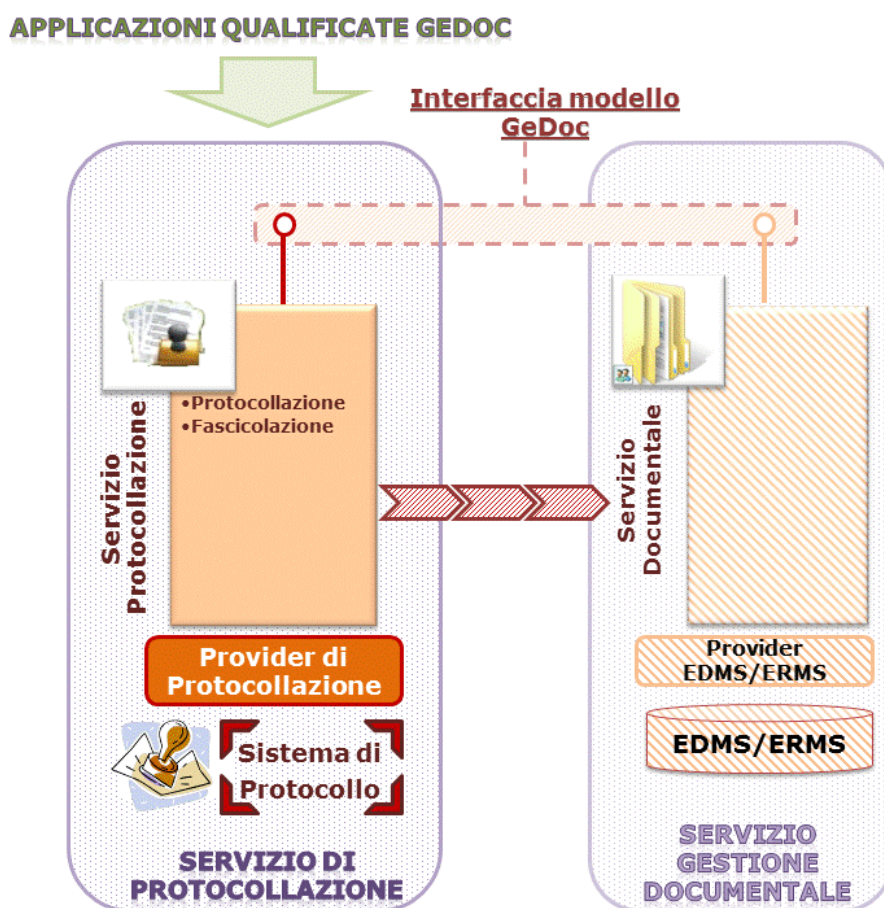 APPLICAZIONI QUALIFICATE GEDOC
Interfaccia modello
GeDoc
•Protocollazione
•Fascicolazione
Servizio
Protocollazione
Servizio
Documentale
Provider di
Protocollazione
Provider
EDMS/ERMS
Sistema di
Protocollo
EDMS/ERMS
SERVIZIO DI
PROTOCOLLAZIONE
SERVIZIO
GESTIONE
DOCUMENTALE